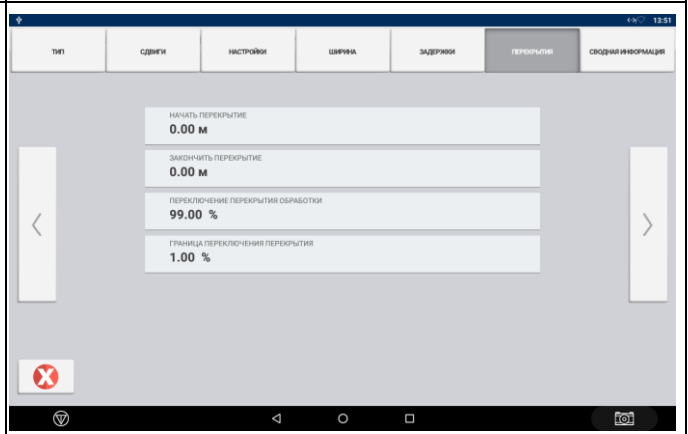 13:51
ТИП
СДВИГИ
НАСТРОЙКИ
ШИРИНА
ЗАДЕРЖКИ
ПЕРЕКРЫТИЯ
СВОДНАЯ ИНФОРМАЦИЯ
НАЧАТЬ ПЕРЕКРЫТИЕ
0.00 м
ЗАКОНЧИТЬ ПЕРЕКРЫТИЕ
0.00 м
ПЕРЕКЛЮЧЕНИЕ ПЕРЕКРЫТИЯ ОБРАБОТКИ
99.00 %
ГРАНИЦА ПЕРЕКЛЮЧЕНИЯ ПЕРЕКРЫТИЯ
1.00 %